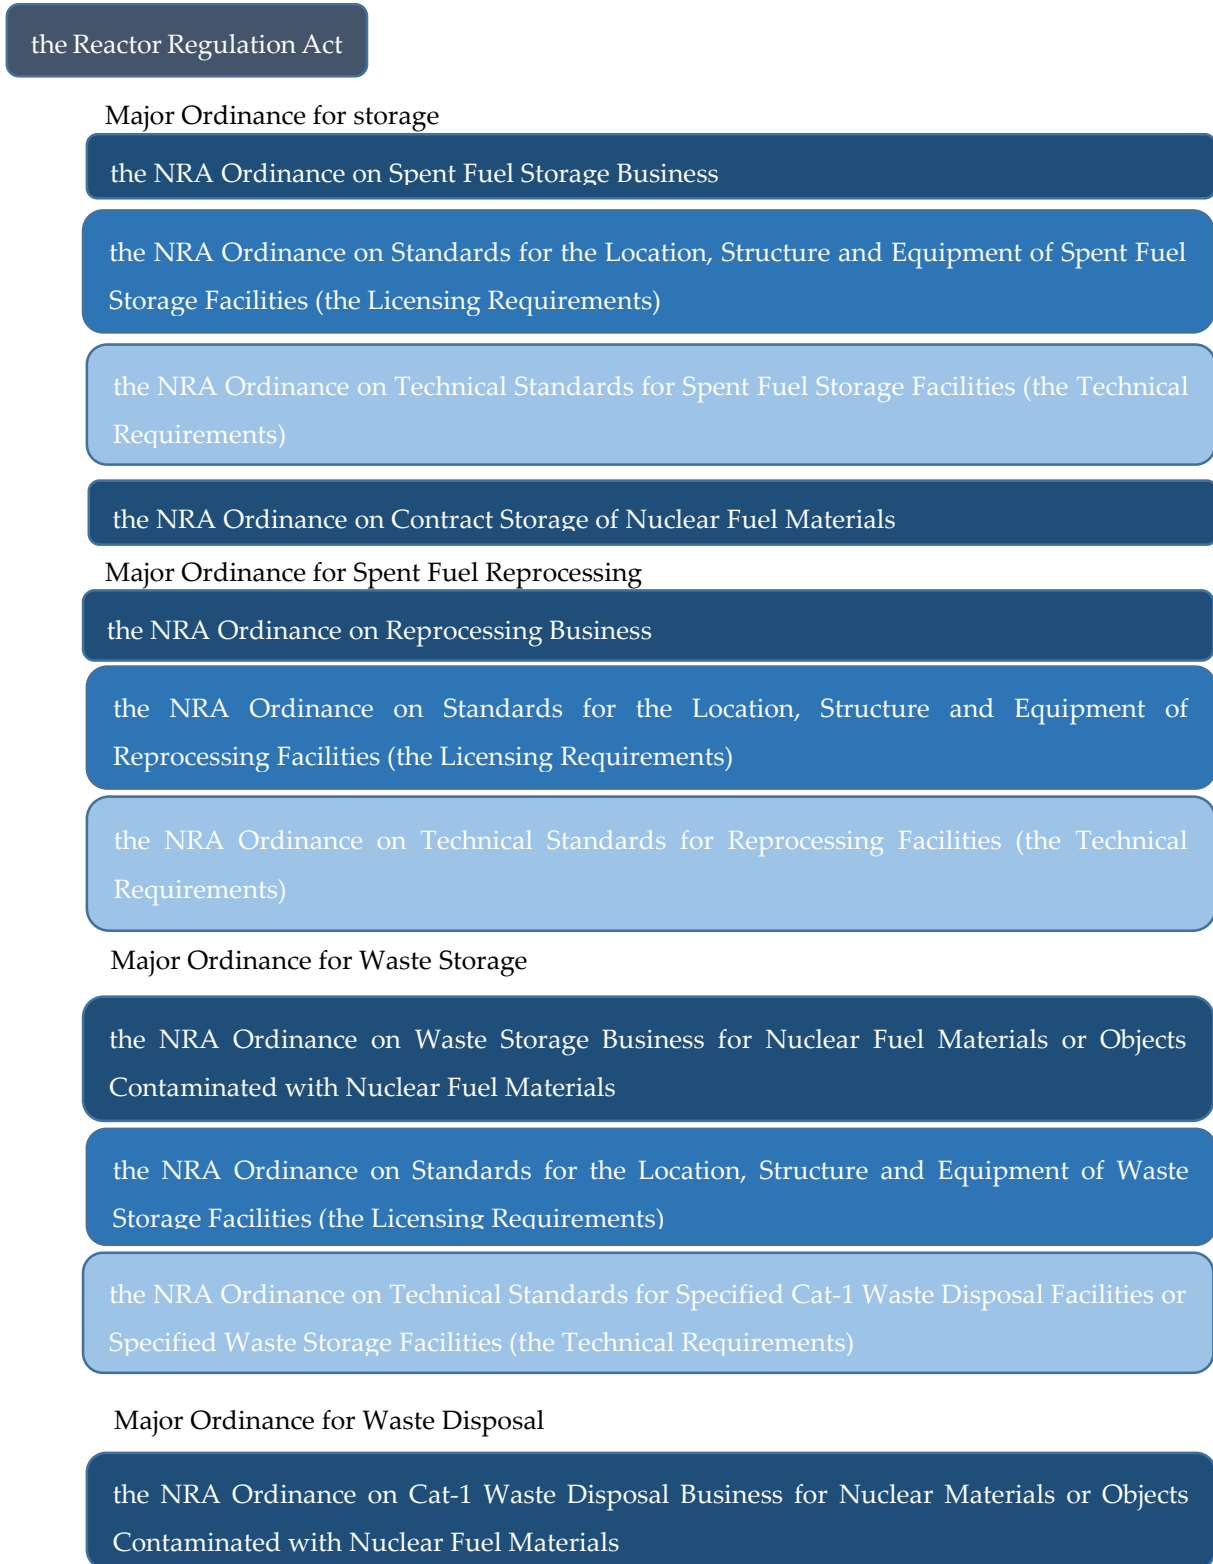 the Reactor Regulation Act
Major Ordinance for storage
the NRA Ordinance on Spent Fuel Storage Business
the NRA Ordinance on Standards for the Location, Structure and Equipment of Spent Fuel
Storage Facilities (the Licensing Requirements)
the NRA Ordinance on Technical Standards for Spent Fuel Storage Facilities (the Technical
Requirements)
the NRA Ordinance on Contract Storage of Nuclear Fuel Materials
Major Ordinance for Spent Fuel Reprocessing
the NRA Ordinance on Reprocessing Business
the NRA Ordinance on Standards for the Location, Structure and Equipment of
Reprocessing Facilities (the Licensing Requirements)
the NRA Ordinance on Technical Standards for Reprocessing Facilities (the Technical
Requirements)
Major Ordinance for Waste Storage
the NRA Ordinance on Waste Storage Business for Nuclear Fuel Materials or Objects
Contaminated with Nuclear Fuel Materials
the NRA Ordinance on Standards for the Location, Structure and Equipment of Waste
Storage Facilities (the Licensing Requirements)
the NRA Ordinance on Technical Standards for Specified Cat-1 Waste Disposal Facilities or
Specified Waste Storage Facilities (the Technical Requirements)
Major Ordinance for Waste Disposal
the NRA Ordinance on Cat-1 Waste Disposal Business for Nuclear Materials or Objects
Contaminated with Nuclear Fuel Materials